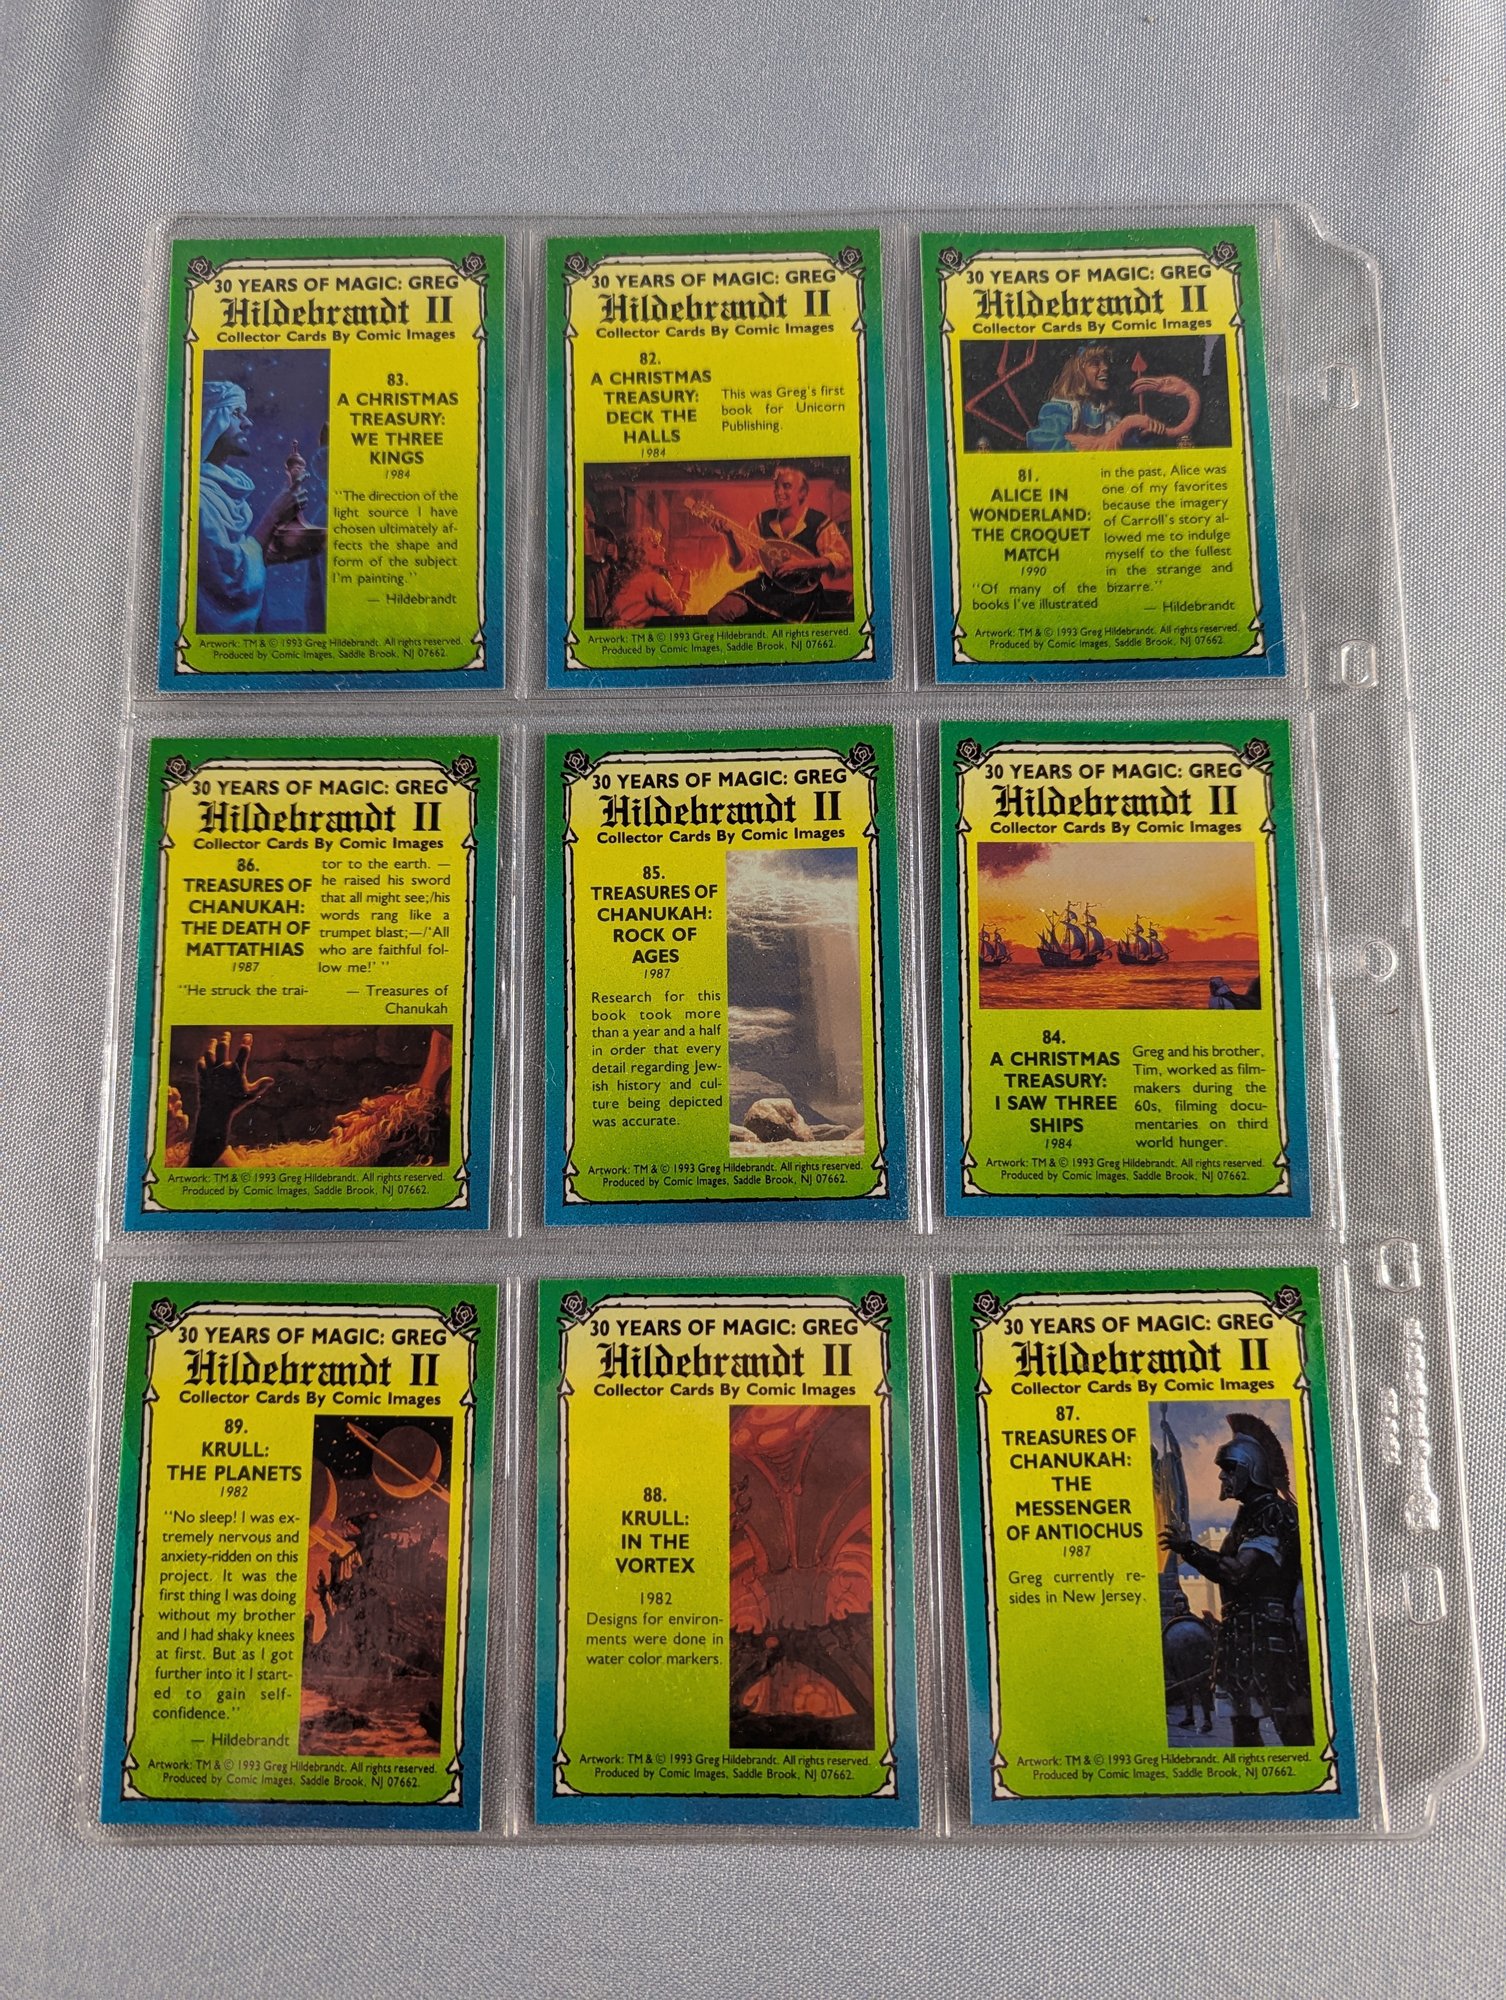 30 YEARS OF MAGIC: GREG
Hildebrandt II
Collector Cards By Comic Images
83.
A CHRISTMAS
TREASURY:
WE THREE
KINGS
1984
"The direction of the
light source I have
chosen ultimately af-
fects the shape and
form of the subject
I'm painting."
— Hildebrandt
Artwork: TM & © 1993 Greg Hildebrandt. All rights reserved.
Produced by Comic Images, Saddle Brook, NJ 07662.
30 YEARS OF MAGIC: GREG
Hildebrandt II
Collector Cards By Comic Images
82.
A CHRISTMAS
TREASURY:
DECK THE
HALLS
1984
This was Greg's first
book for Unicorn
Publishing.
Artwork: TM & © 1993 Greg Hildebrandt. All rights reserved.
Produced by Comic Images, Saddle Brook, NJ 07662.
30 YEARS OF MAGIC: GREG
Hildebrandt II
Collector Cards By Comic Images
81.
ALICE IN
WONDERLAND:
THE CROQUET
MATCH
1990
"Of many of the
books I've illustrated
in the past, Alice was
one of my favorites
because the imagery
of Carroll's story al-
lowed me to indulge
myself to the fullest
in the strange and
bizarre."
— Hildebrandt
Artwork: TM & © 1993 Greg Hildebrandt. All rights reserved.
Produced by Comic Images, Saddle Brook, NJ 07662.
30 YEARS OF MAGIC: GREG
Hildebrandt II
Collector Cards By Comic Images
86.
TREASURES OF
CHANUKAH:
THE DEATH OF
MATTATHIAS
1987
"He struck the trai-
tor to the earth. —
he raised his sword
that all might see;/his
words rang like a
trumpet blast;—/'All
who are faithful fol-
low me!' "
— Treasures of
Chanukah
Artwork: TM & © 1993 Greg Hildebrandt. All rights reserved.
Produced by Comic Images, Saddle Brook, NJ 07662.
30 YEARS OF MAGIC: GREG
Hildebrandt II
Collector Cards By Comic Images
85.
TREASURES OF
CHANUKAH:
ROCK OF
AGES
1987
Research for this
book took more
than a year and a half
in order that every
detail regarding Jew-
ish history and cul-
ture being depicted
was accurate.
Artwork: TM & © 1993 Greg Hildebrandt. All rights reserved.
Produced by Comic Images, Saddle Brook, NJ 07662.
30 YEARS OF MAGIC: GREG
Hildebrandt II
Collector Cards By Comic Images
84.
A CHRISTMAS
TREASURY:
I SAW THREE
SHIPS
1984
Greg and his brother,
Tim, worked as film-
makers during the
60s, filming docu-
mentaries on third
world hunger.
Artwork: TM & © 1993 Greg Hildebrandt. All rights reserved.
Produced by Comic Images, Saddle Brook, NJ 07662.
30 YEARS OF MAGIC: GREG
Hildebrandt II
Collector Cards By Comic Images
89.
KRULL:
THE PLANETS
1982
"No sleep! I was ex-
tremely nervous and
anxiety-ridden on this
project. It was the
first thing I was doing
without my brother
and I had shaky knees
at first. But as I got
further into it I start-
ed to gain self-
confidence."
— Hildebrandt
Artwork: TM & © 1993 Greg Hildebrandt. All rights reserved.
Produced by Comic Images, Saddle Brook, NJ 07662.
30 YEARS OF MAGIC: GREG
Hildebrandt II
Collector Cards By Comic Images
88.
KRULL:
IN THE
VORTEX
1982
Designs for environ-
ments were done in
water color markers.
Artwork: TM & © 1993 Greg Hildebrandt. All rights reserved.
Produced by Comic Images, Saddle Brook, NJ 07662.
30 YEARS OF MAGIC: GREG
Hildebrandt II
Collector Cards By Comic Images
87.
TREASURES OF
CHANUKAH:
THE
MESSENGER
OF ANTIOCHUS
1987
Greg currently re-
sides in New Jersey.
Artwork: TM & © 1993 Greg Hildebrandt. All rights reserved.
Produced by Comic Images, Saddle Brook, NJ 07662.